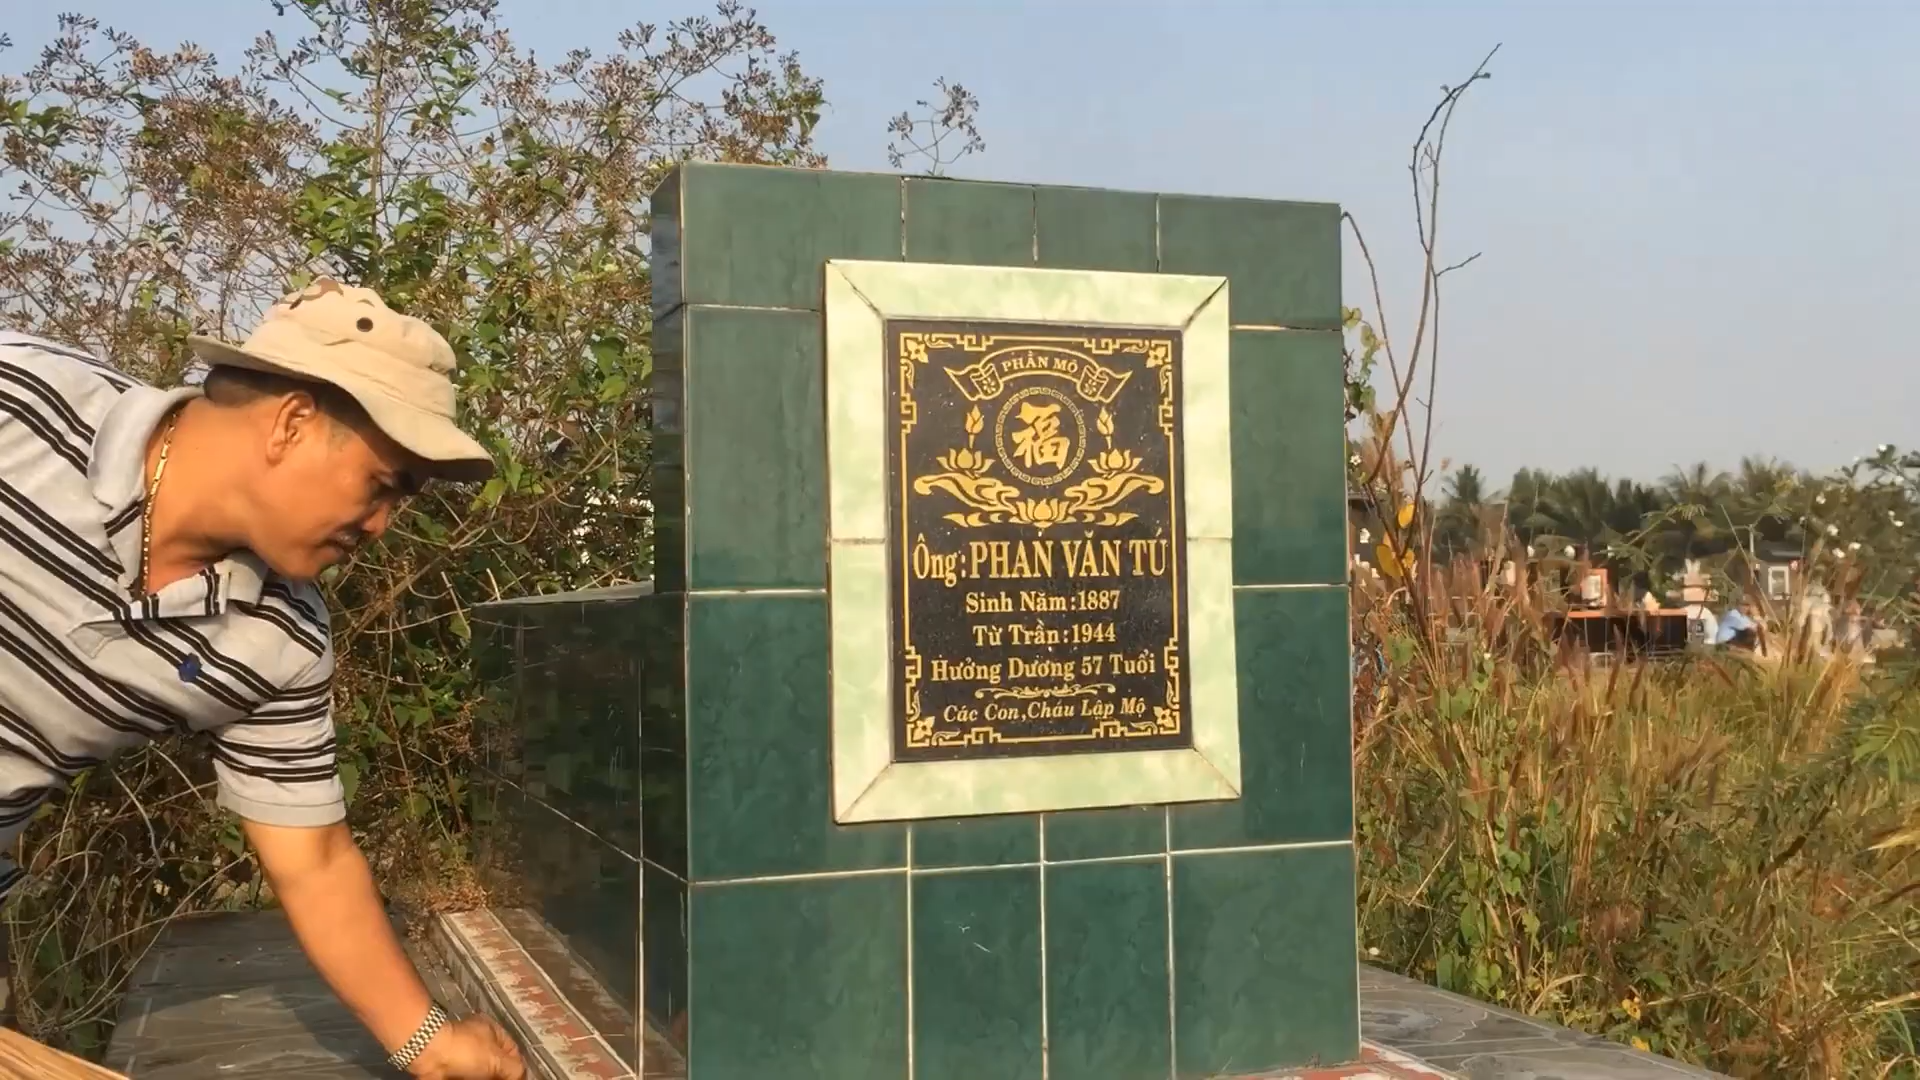 PHẦN MỘ
福
Ông: PHAN VĂN TÚ
Sinh Năm: 1887
Từ Trần: 1944
Hưởng Dương 57 Tuổi
Các Con, Cháu Lập Mộ